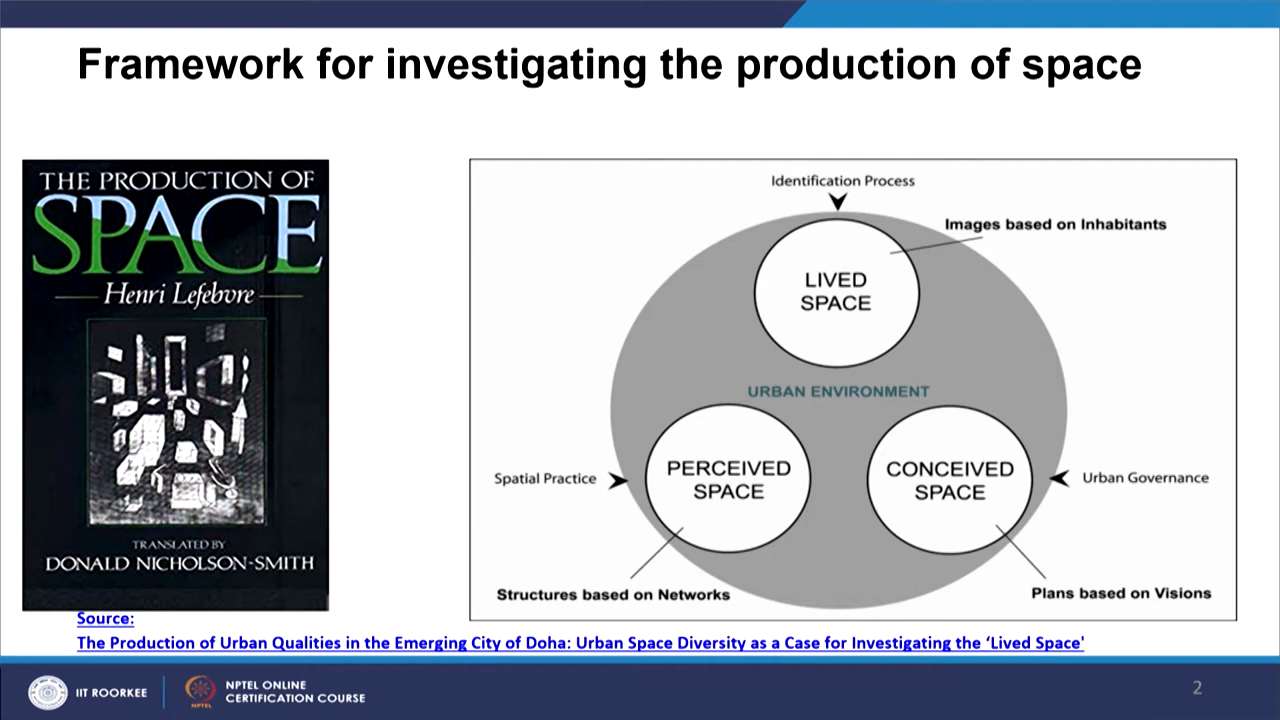 Framework for investigating the production of space
THE PRODUCTION OF
SPACE
Henri Lefebvre
TRANSLATED BY
DONALD NICHOLSON-SMITH
Identification Process
Images based on Inhabitants
LIVED
SPACE
URBAN ENVIRONMENT
Spatial Practice
PERCEIVED
SPACE
CONCEIVED
SPACE
Urban Governance
Structures based on Networks
Plans based on Visions
Source:
The Production of Urban Qualities in the Emerging City of Doha: Urban Space Diversity as a Case for Investigating the ‘Lived Space'
IIT ROORKEE
NPTEL
NPTEL ONLINE
CERTIFICATION COURSE
2